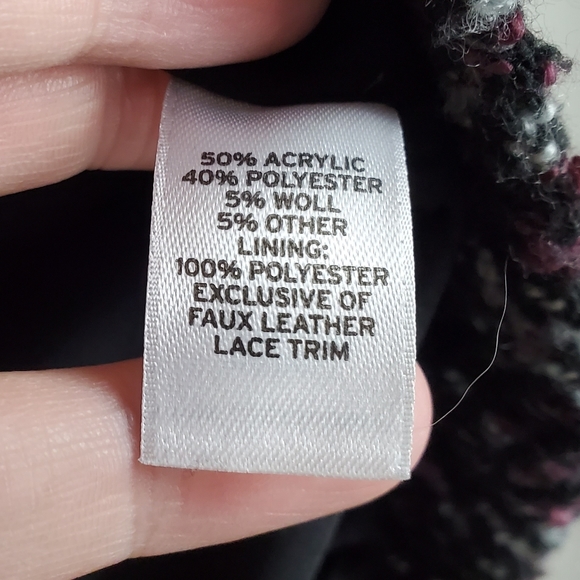 50% ACRYLIC
40% POLYESTER
5% WOLL
5% OTHER
LINING:
100% POLYESTER
EXCLUSIVE OF
FAUX LEATHER
LACE TRIM